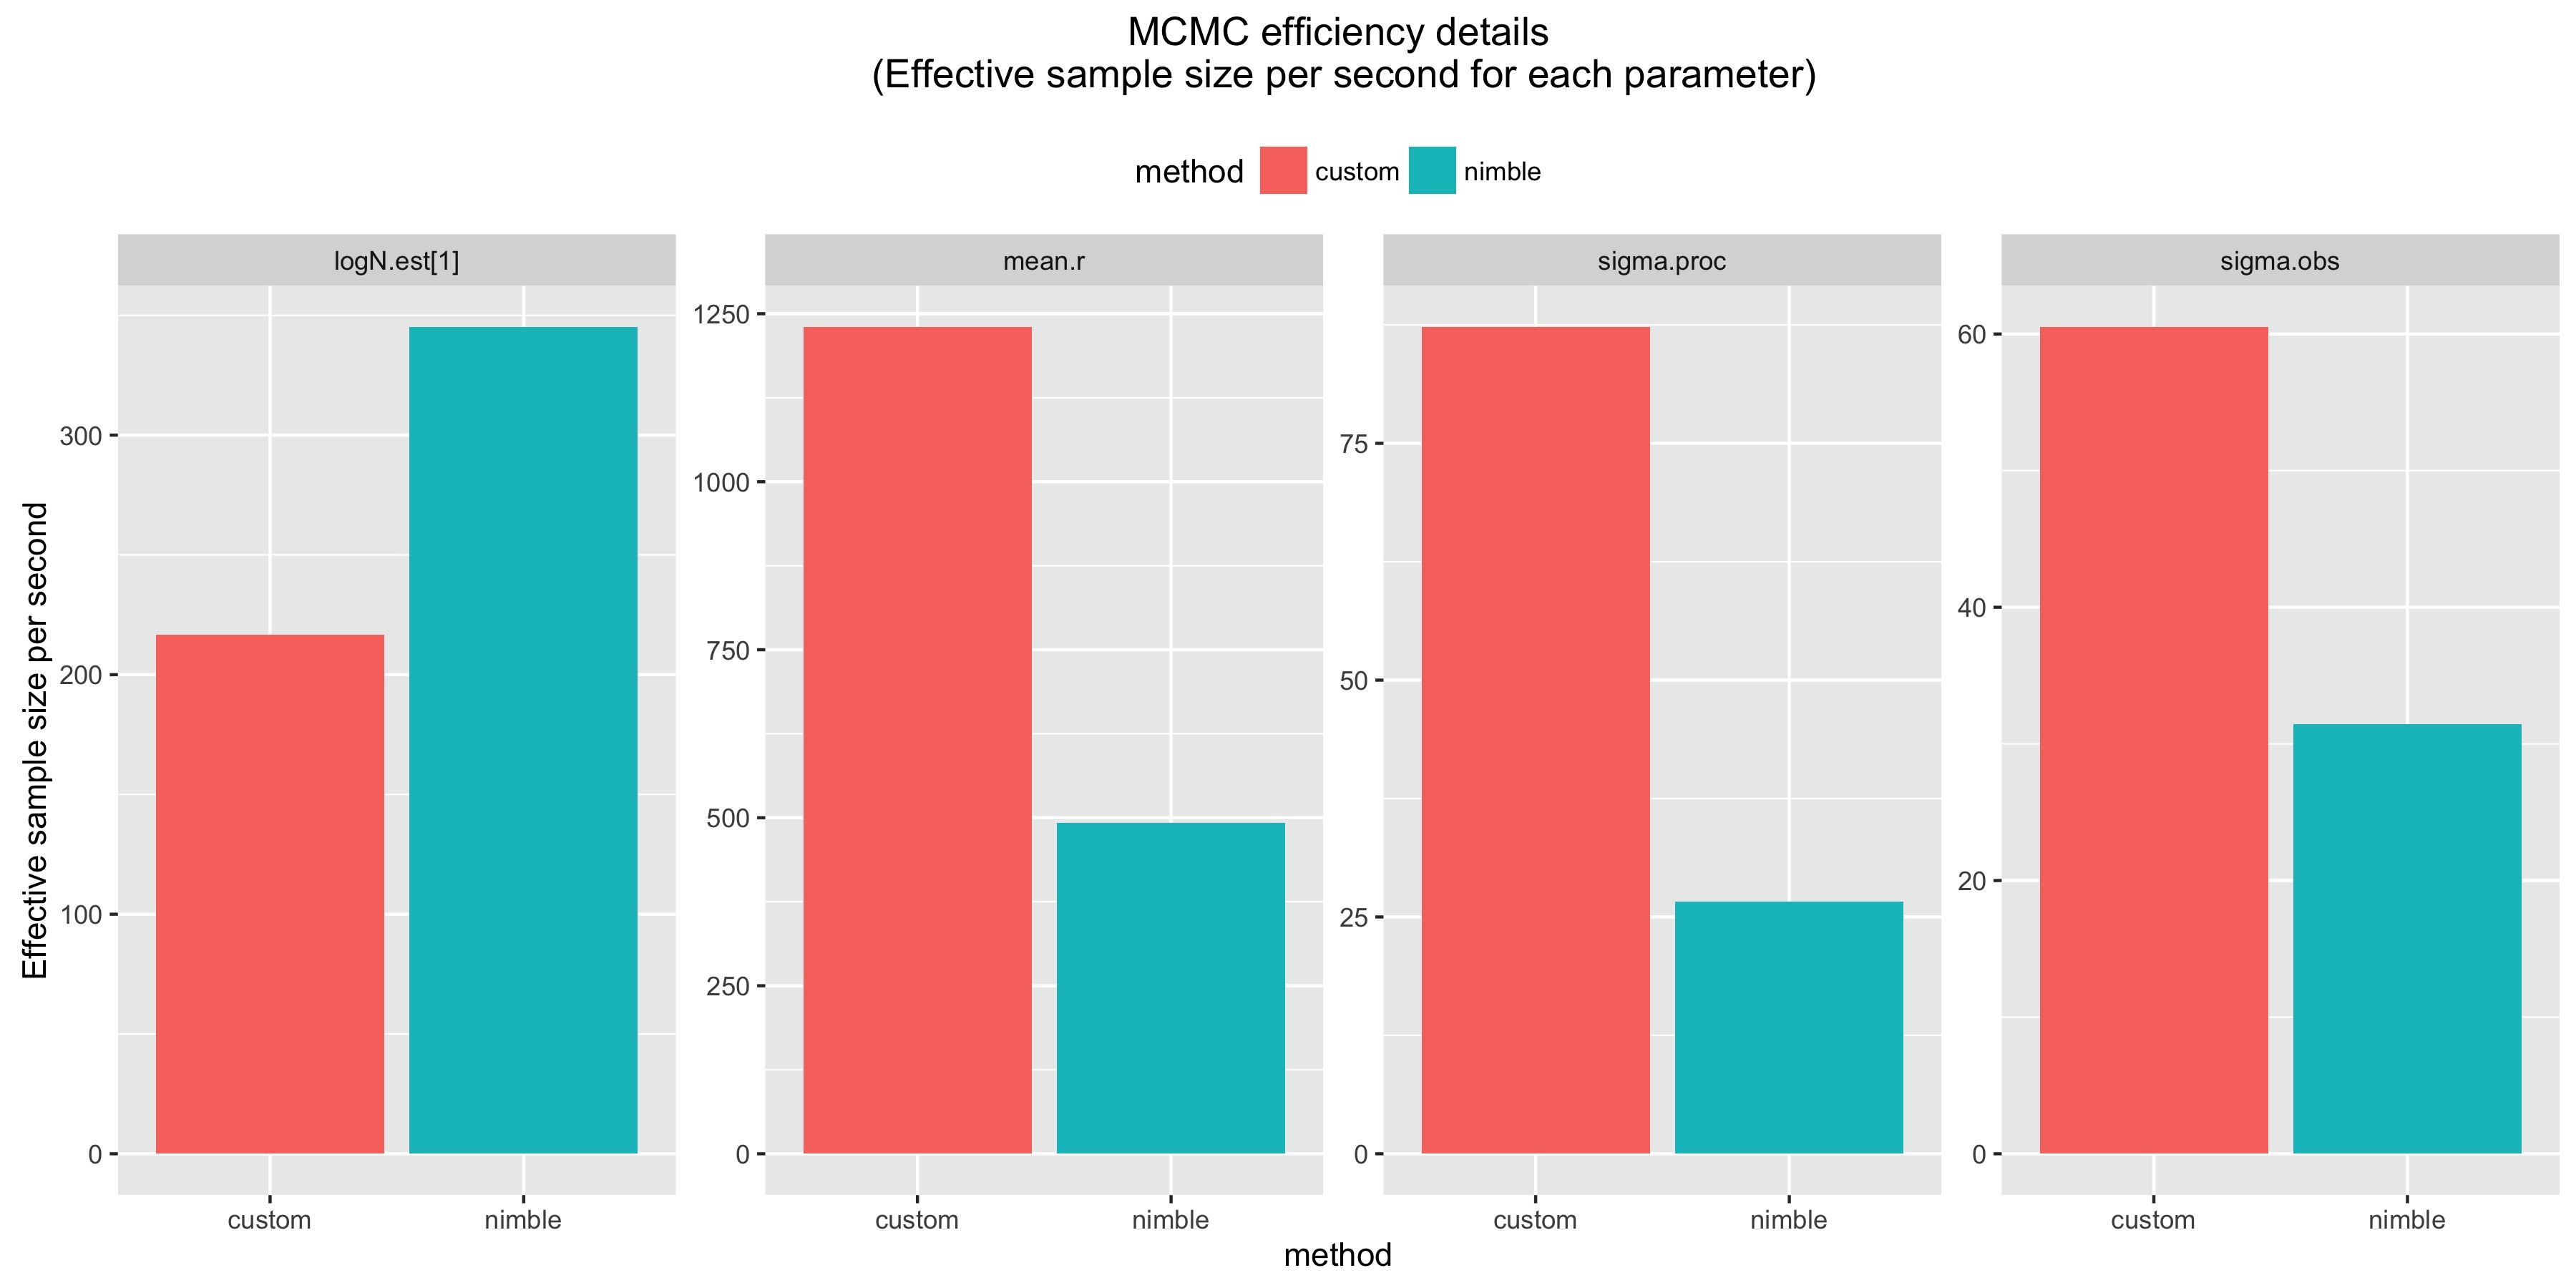 MCMC efficiency details
(Effective sample size per second for each parameter)
method custom nimble
logN.est[1]
mean.r
sigma.proc
sigma.obs
Effective sample size per second
300
200
100
0
1250
1000
750
500
250
0
75
50
25
0
60
40
20
0
custom nimble
custom nimble
custom nimble
custom nimble
method